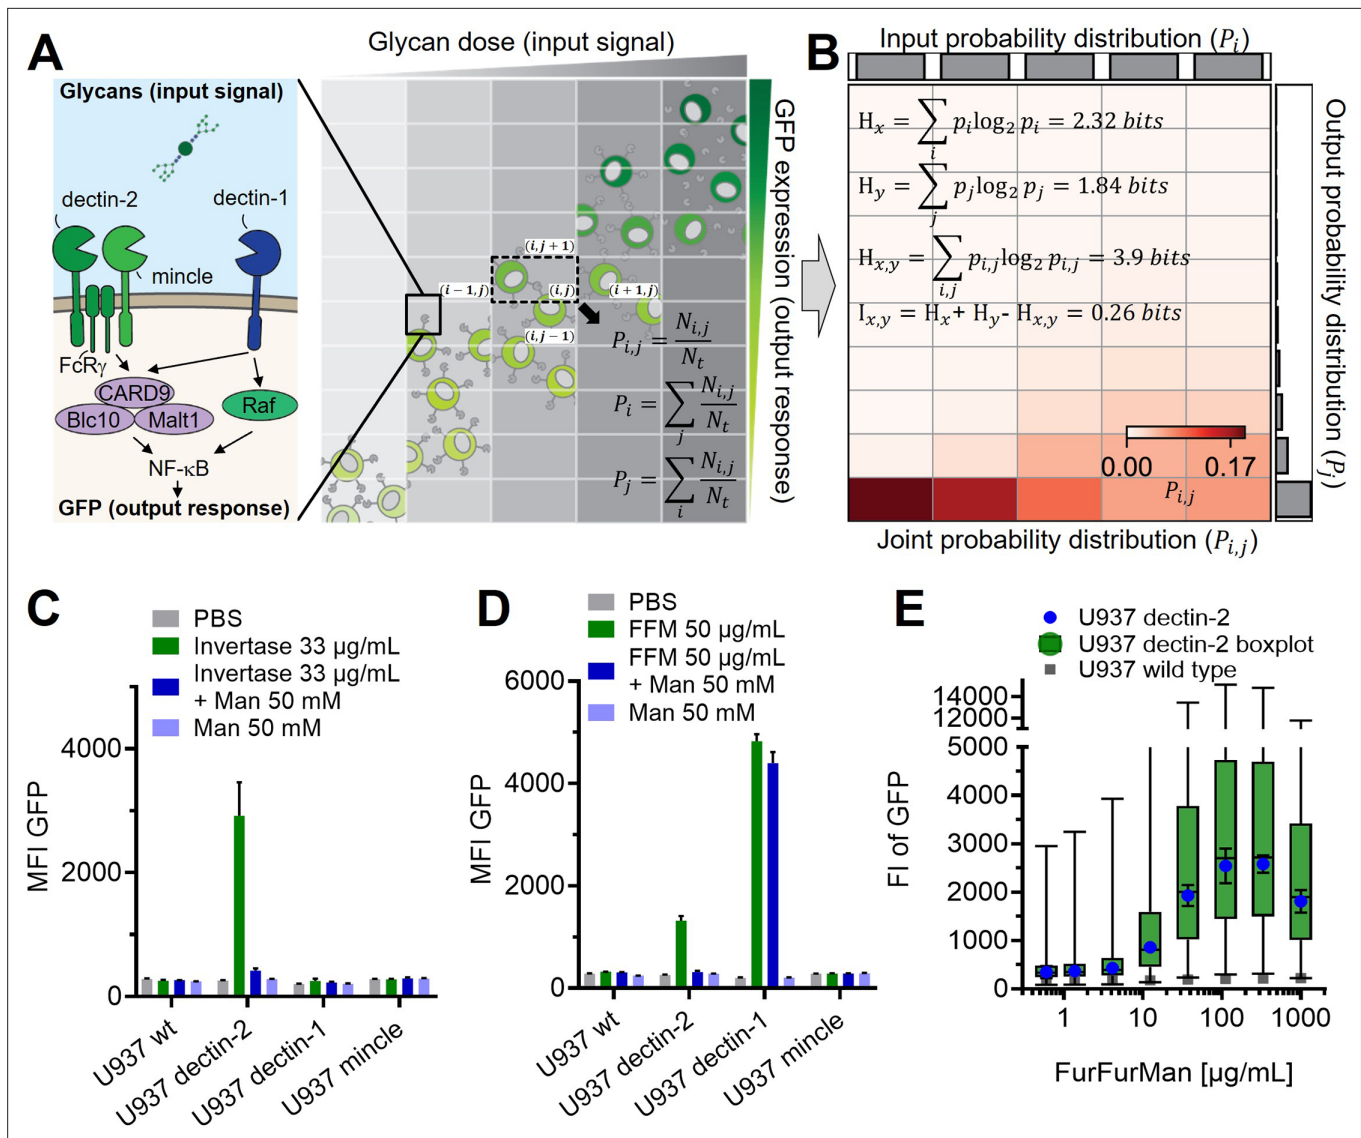 A
Glycan dose (input signal)
Glycans (input signal)
dectin-2
dectin-1
mincle
FcRγ
CARD9
Blc10
Malt1
Raf
NF-κB
GFP (output response)
(i, j + 1)
(i − 1, j)
(i, j)
(i + 1, j)
(i, j − 1)
P_{i,j} = N_{i,j} / N_t
P_i = ∑_j N_{i,j} / N_t
P_j = ∑_i N_{i,j} / N_t
GFP expression (output response)
B
Input probability distribution (P_i)
H_x = ∑_i p_i log_2 p_i = 2.32 bits
H_y = ∑_j p_j log_2 p_j = 1.84 bits
H_{x,y} = ∑_{i,j} p_{i,j} log_2 p_{i,j} = 3.9 bits
I_{x,y} = H_x + H_y - H_{x,y} = 0.26 bits
0.00
0.17
P_{i,j}
Joint probability distribution (P_{i,j})
Output probability distribution (P_j)
C
PBS
Invertase 33 µg/mL
Invertase 33 µg/mL
+ Man 50 mM
Man 50 mM
MFI GFP
4000
2000
0
U937 wt
U937 dectin-2
U937 dectin-1
U937 mincle
D
PBS
FFM 50 µg/mL
FFM 50 µg/mL
+ Man 50 mM
Man 50 mM
MFI GFP
6000
4000
2000
0
U937 wt
U937 dectin-2
U937 dectin-1
U937 mincle
E
U937 dectin-2
U937 dectin-2 boxplot
U937 wild type
FI of GFP
14000
12000
5000
4000
3000
2000
1000
0
1
10
100
1000
FurFurMan [µg/mL]